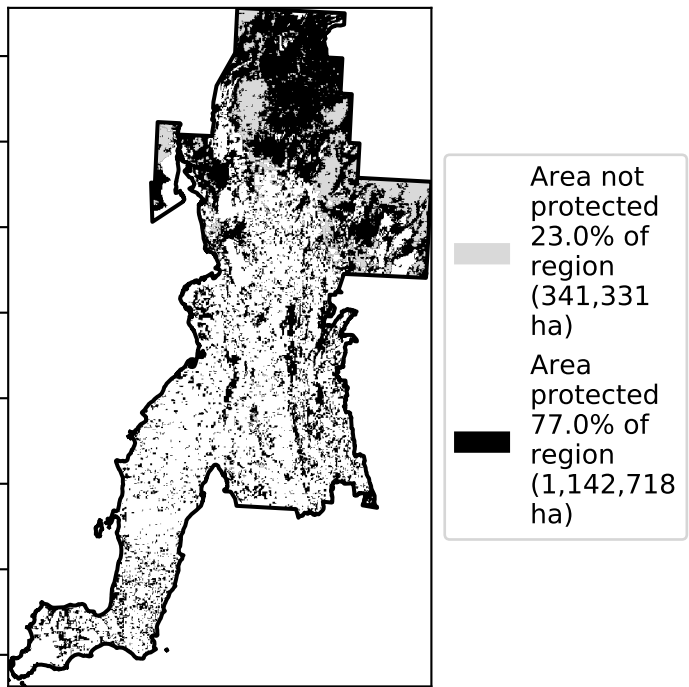 Area not
protected
23.0% of
region
(341,331
ha)
Area
protected
77.0% of
region
(1,142,718
ha)